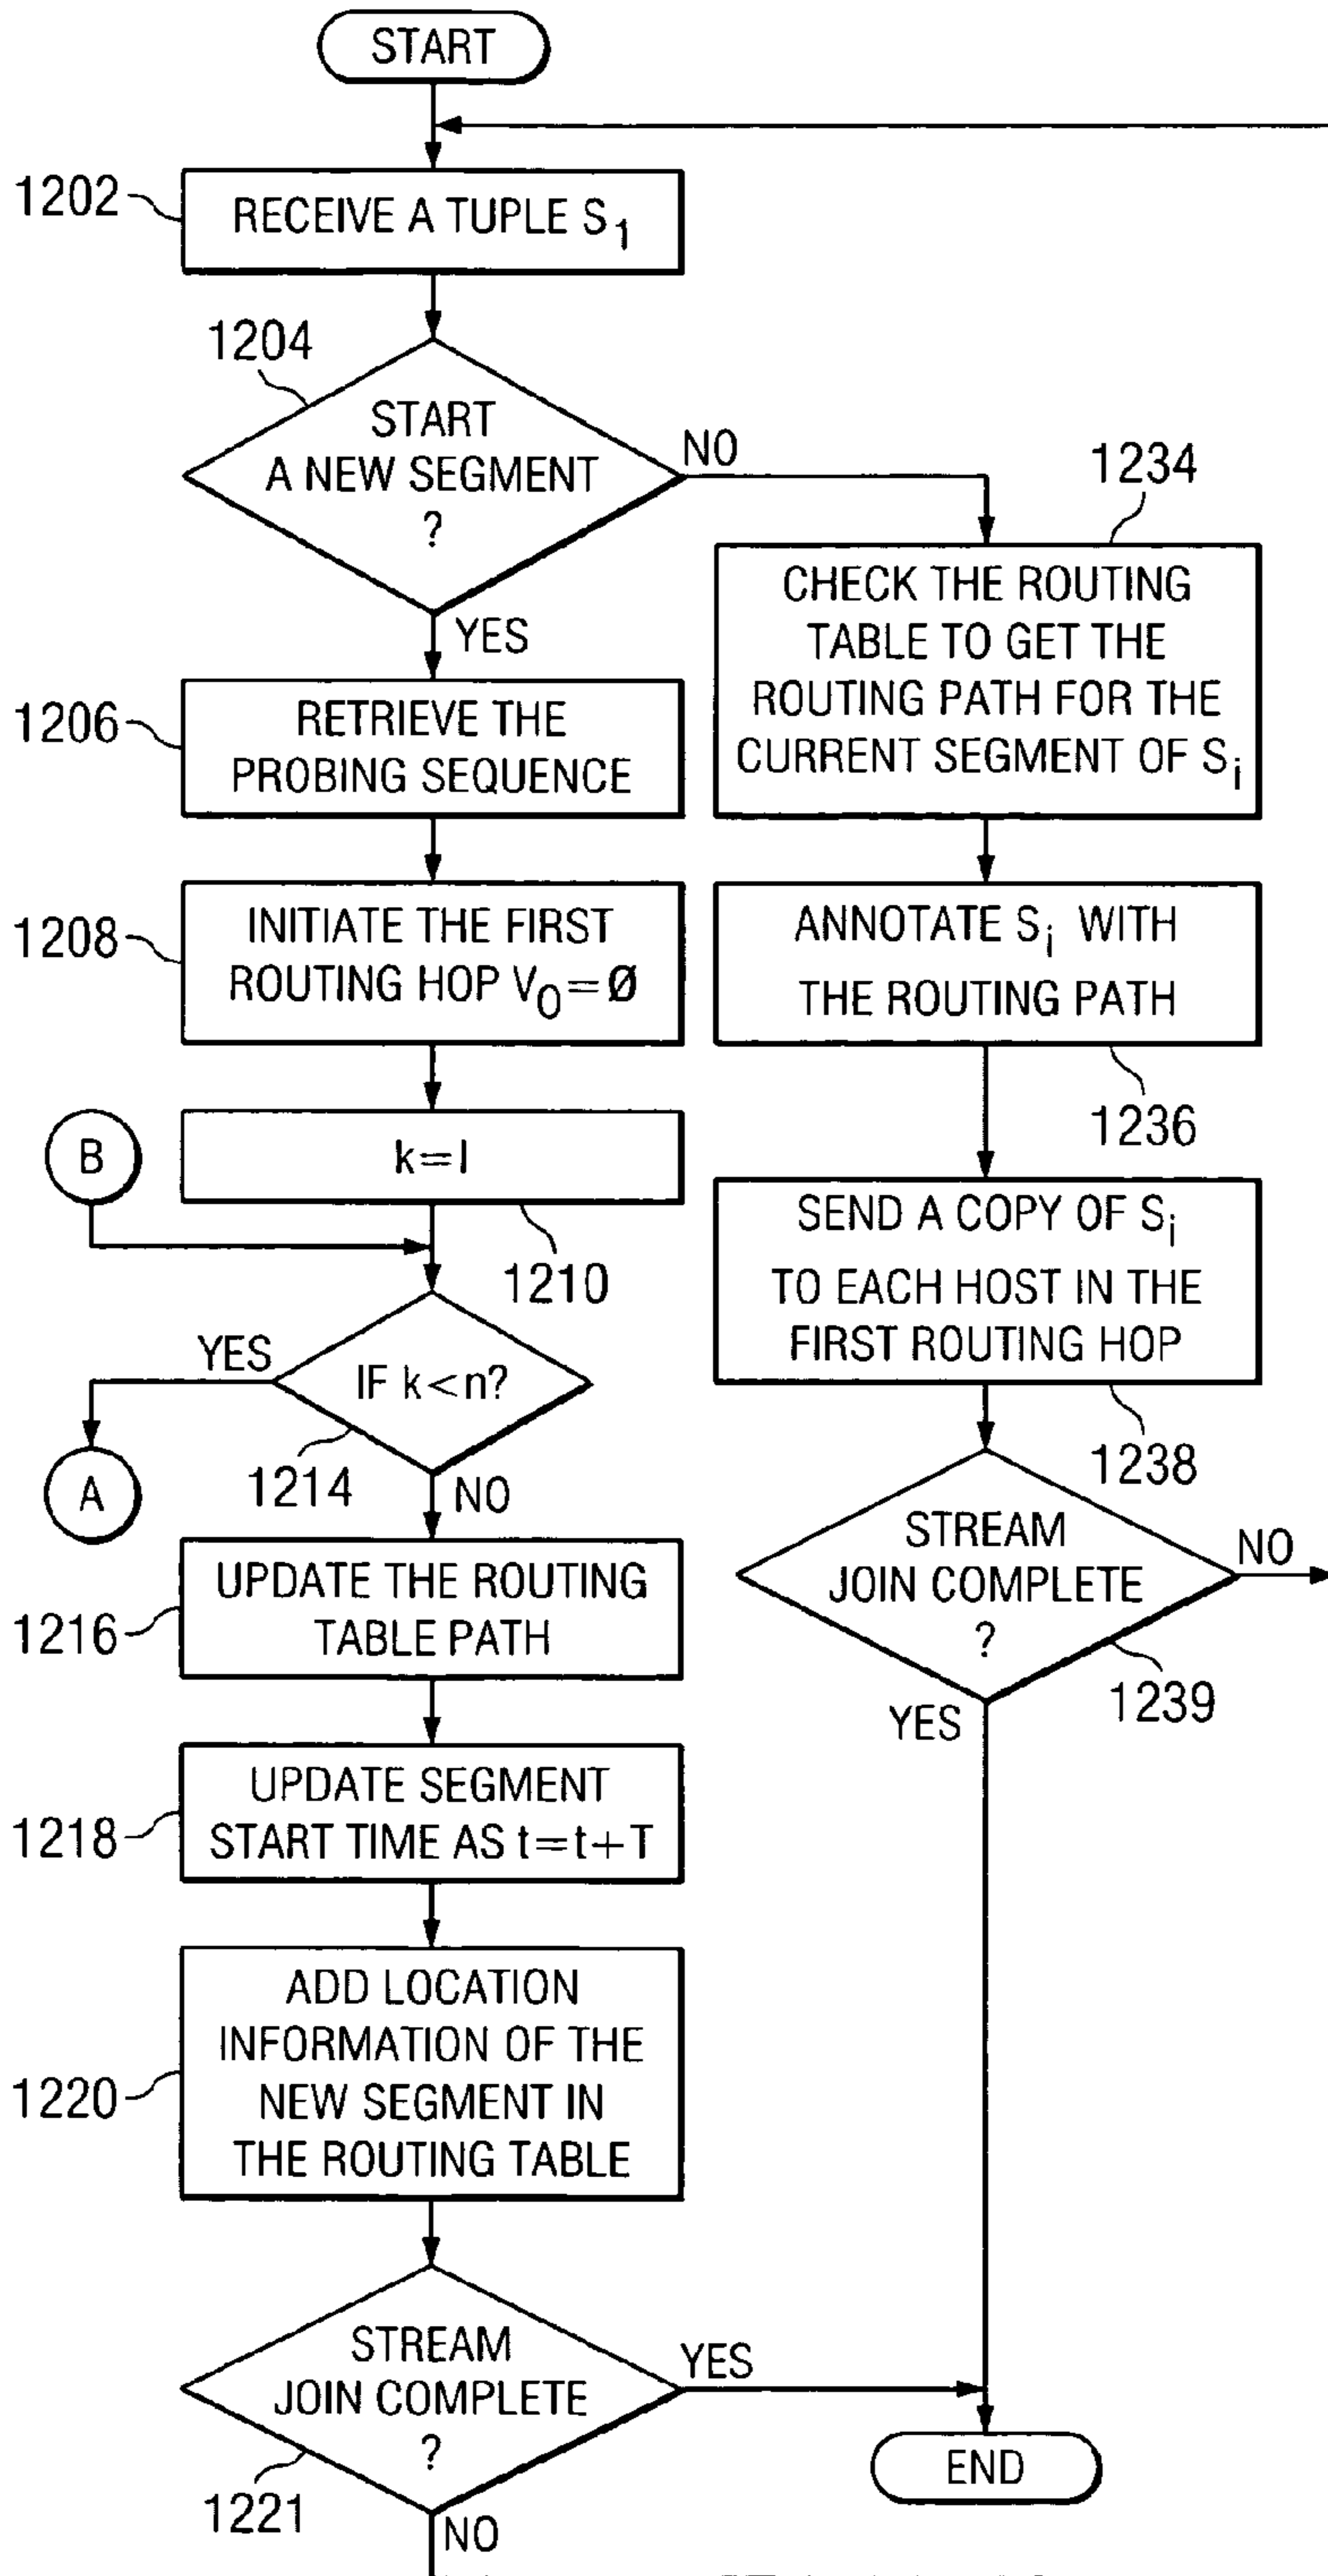 START
1202
RECEIVE A TUPLE S1
1204
START
A NEW SEGMENT
?
NO
YES
1234
CHECK THE ROUTING
TABLE TO GET THE
ROUTING PATH FOR THE
CURRENT SEGMENT OF Si
1206
RETRIEVE THE
PROBING SEQUENCE
1208
INITIATE THE FIRST
ROUTING HOP V0=Ø
ANNOTATE Si WITH
THE ROUTING PATH
1236
B
k=l
1210
SEND A COPY OF Si
TO EACH HOST IN THE
FIRST ROUTING HOP
1238
YES
IF k<n?
1214
A
NO
STREAM
JOIN COMPLETE
?
NO
1239
YES
1216
UPDATE THE ROUTING
TABLE PATH
1218
UPDATE SEGMENT
START TIME AS t=t+T
1220
ADD LOCATION
INFORMATION OF THE
NEW SEGMENT IN
THE ROUTING TABLE
STREAM
JOIN COMPLETE
?
YES
1221
NO
END